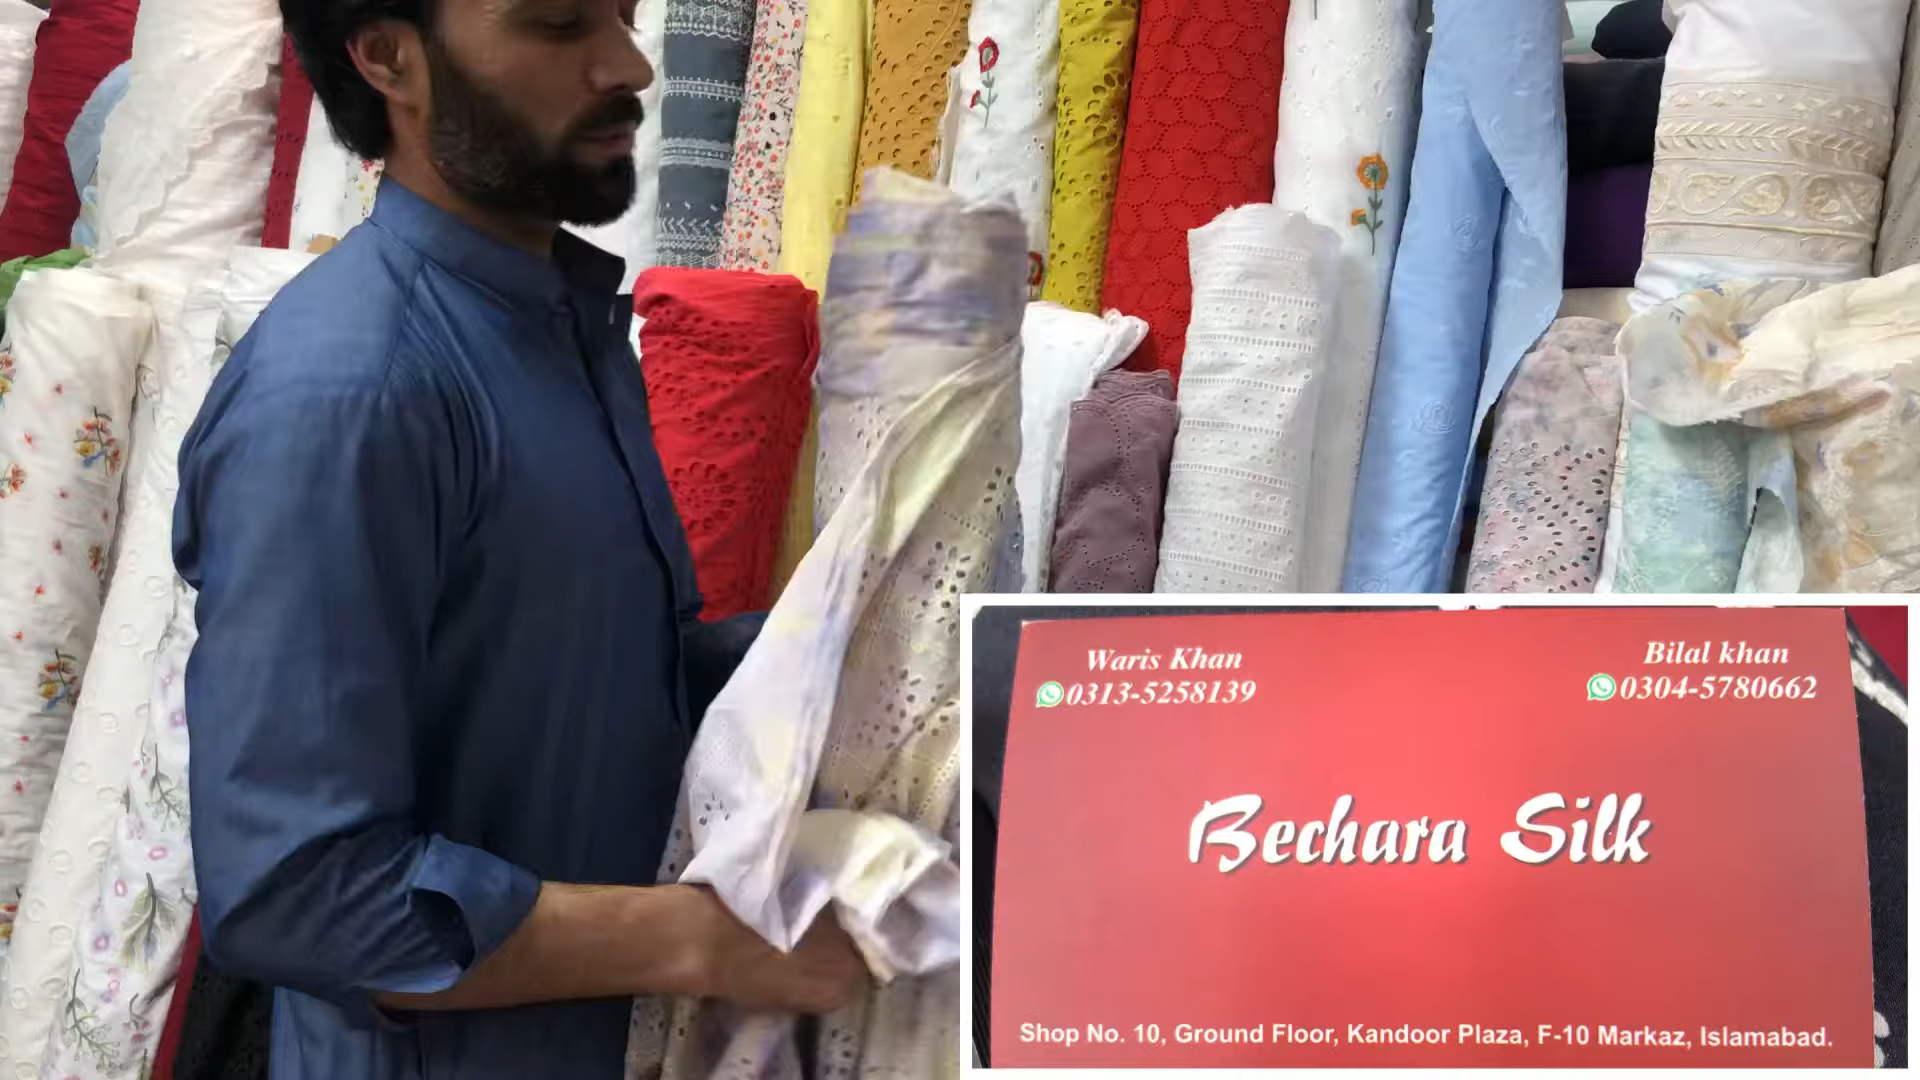 Waris Khan
0313-5258139
Bilal khan
0304-5780662
Bechara Silk
Shop No. 10, Ground Floor, Kandoor Plaza, F-10 Markaz, Islamabad.